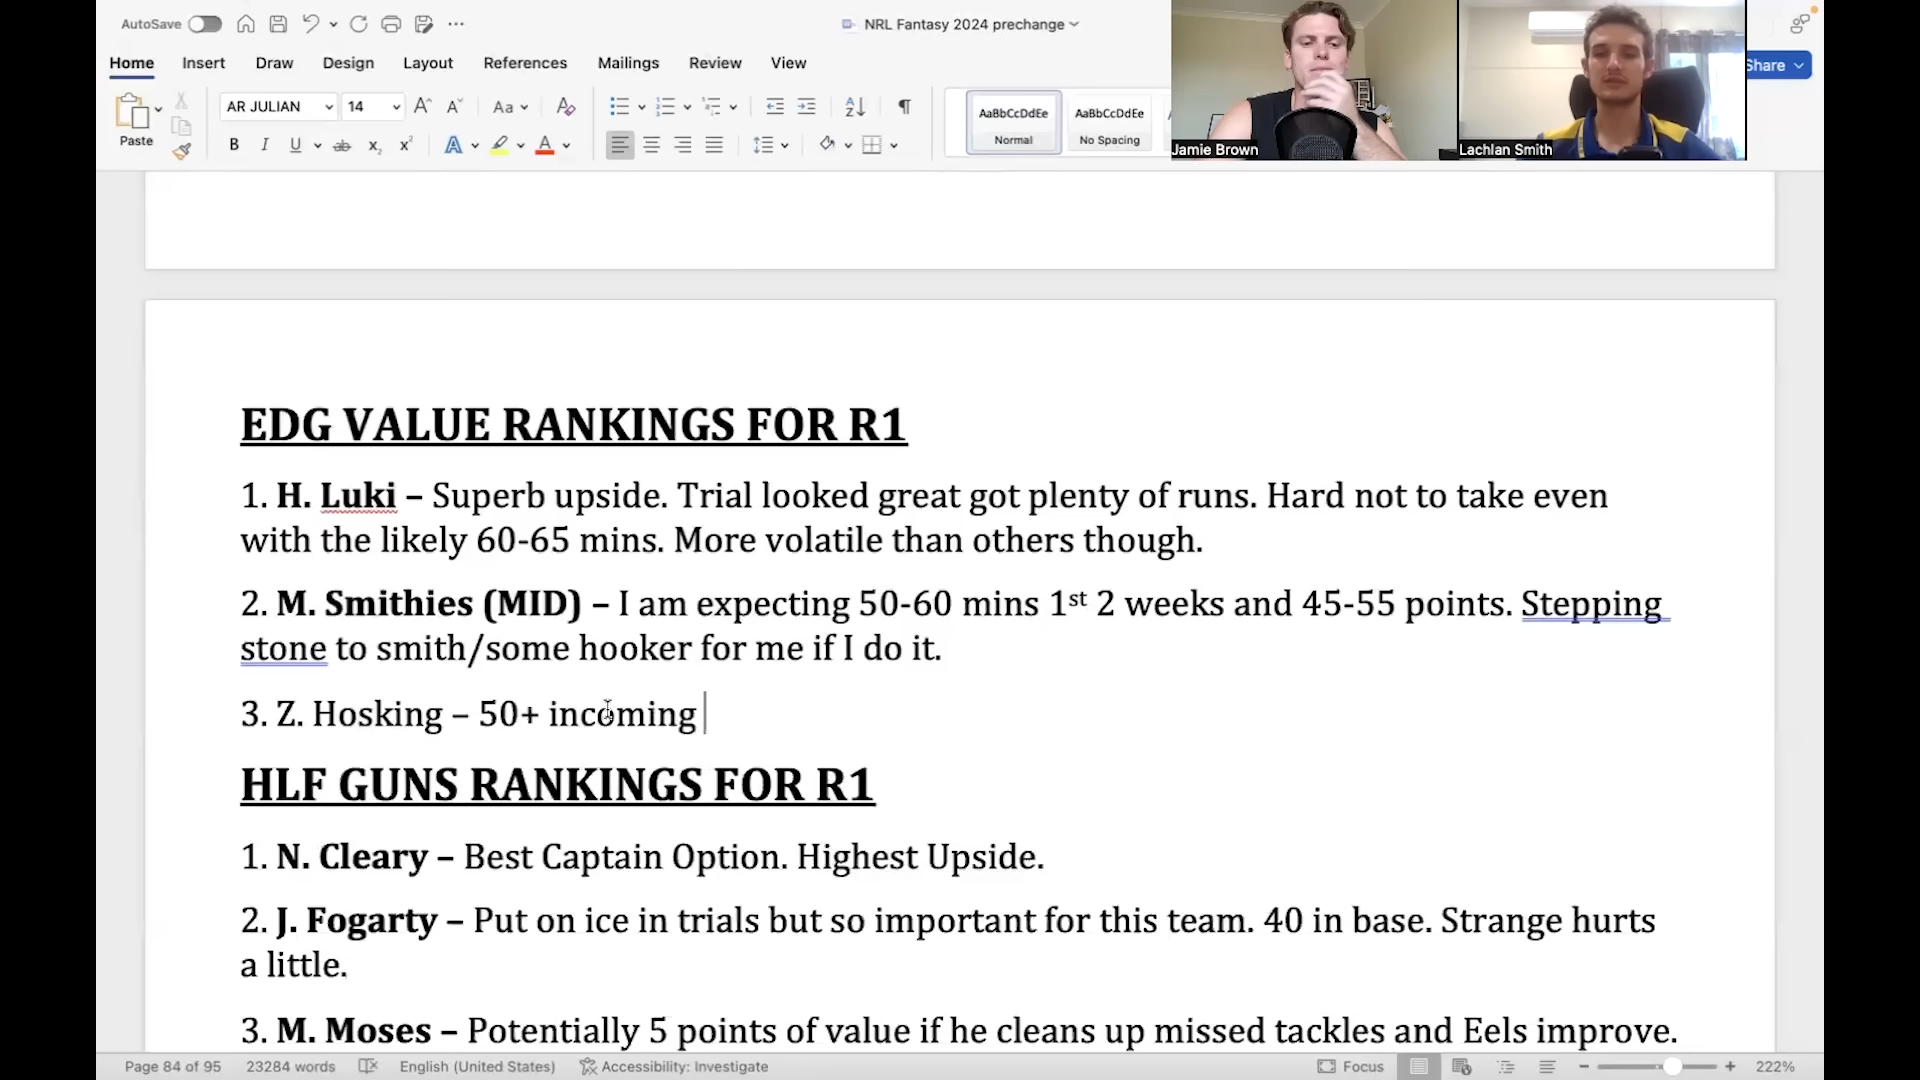 AutoSave
NRL Fantasy 2024 prechange
Home Insert Draw Design Layout References Mailings Review View
Share
Paste
AR JULIAN 14
AaBbCcDdEe
Normal
AaBbCcDdEe
No Spacing
Jamie Brown
Lachlan Smith
EDG VALUE RANKINGS FOR R1
1. H. Luki – Superb upside. Trial looked great got plenty of runs. Hard not to take even
with the likely 60-65 mins. More volatile than others though.
2. M. Smithies (MID) – I am expecting 50-60 mins 1st 2 weeks and 45-55 points. Stepping
stone to smith/some hooker for me if I do it.
3. Z. Hosking – 50+ incoming
HLF GUNS RANKINGS FOR R1
1. N. Cleary – Best Captain Option. Highest Upside.
2. J. Fogarty – Put on ice in trials but so important for this team. 40 in base. Strange hurts
a little.
3. M. Moses – Potentially 5 points of value if he cleans up missed tackles and Eels improve.
Page 84 of 95 23284 words English (United States) Accessibility: Investigate Focus 222%